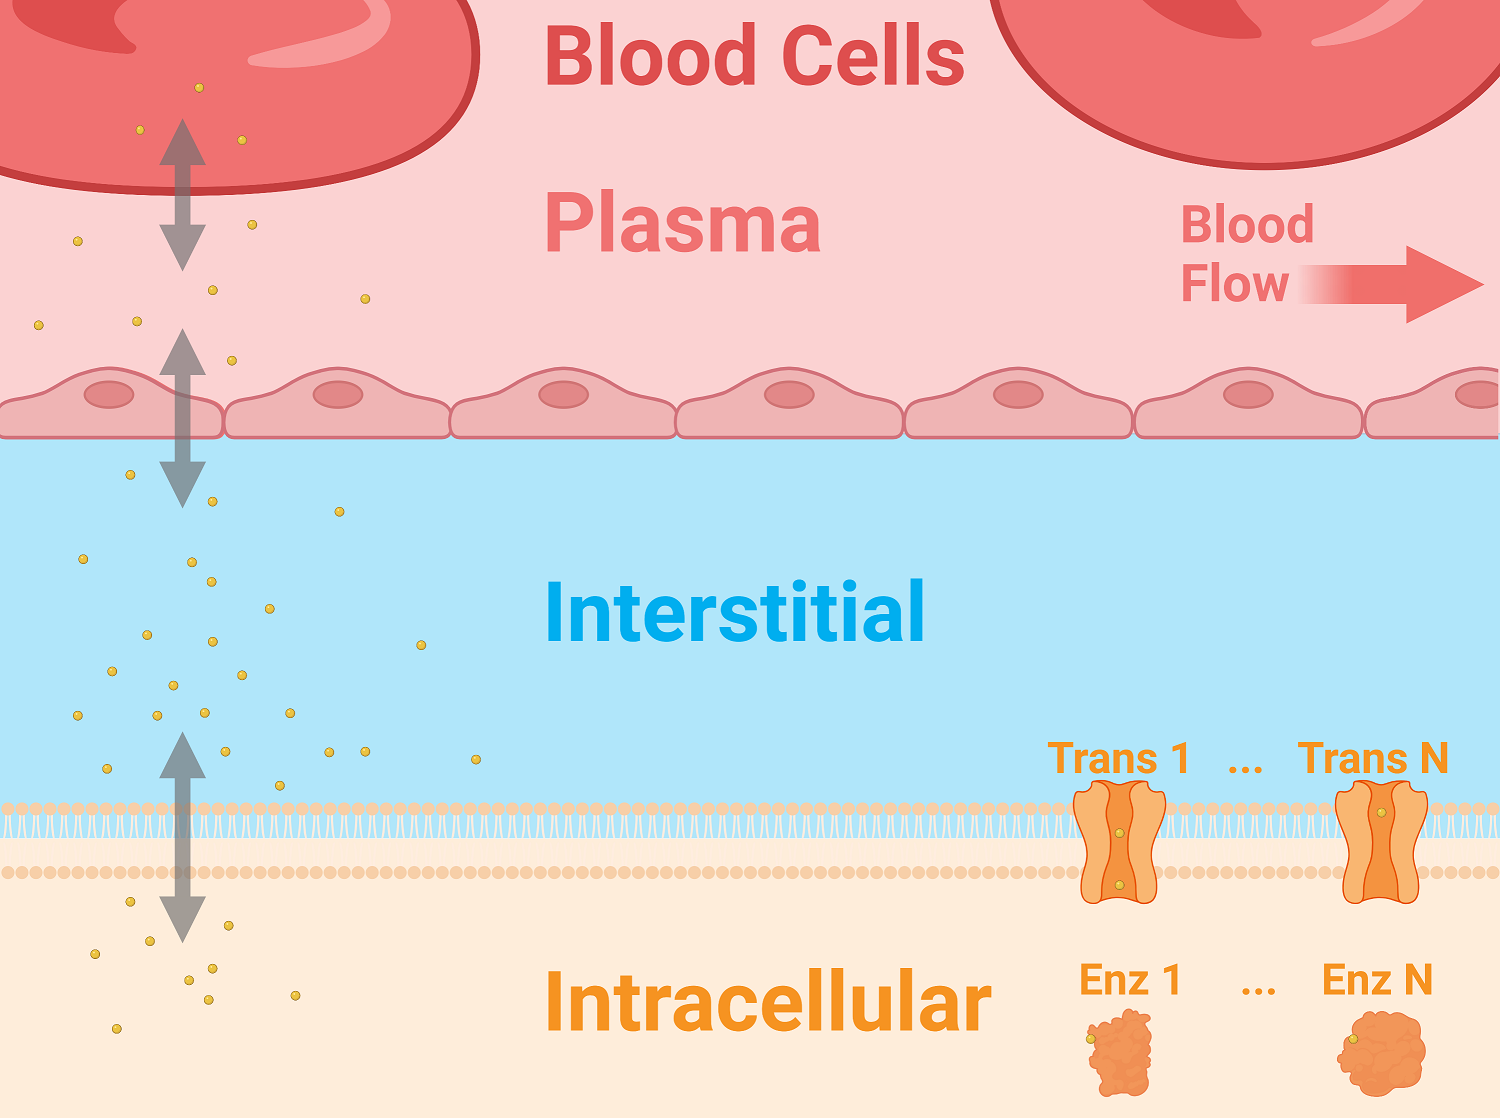 Blood Cells
Plasma
Blood
Flow
Interstitial
Trans 1 ... Trans N
Enz 1 ... Enz N
Intracellular